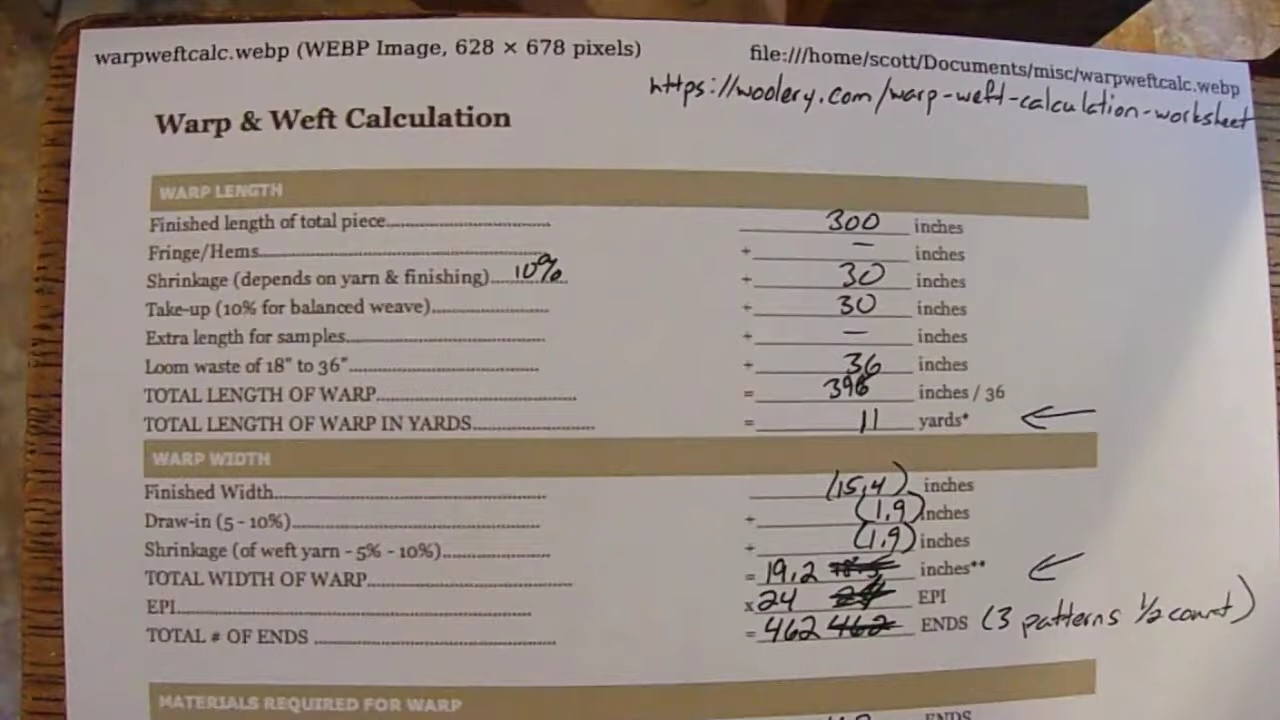 warpweftcalc.webp (WEBP Image, 628 × 678 pixels) file:///home/scott/Documents/misc/warpweftcalc.webp
https://woolery.com/warp-weft-calculation-worksheet
Warp & Weft Calculation
WARP LENGTH
Finished length of total piece 300 inches
Fringe/Hems + – inches
Shrinkage (depends on yarn & finishing) 10% + 30 inches
Take-up (10% for balanced weave) + 30 inches
Extra length for samples + – inches
Loom waste of 18" to 36" + 36 inches
TOTAL LENGTH OF WARP = 396 inches / 36
TOTAL LENGTH OF WARP IN YARDS = 11 yards* ←
WARP WIDTH
Finished Width (15,4) inches
Draw-in (5 - 10%) + (1,9) inches
Shrinkage (of weft yarn - 5% - 10%) + (1.9) inches
TOTAL WIDTH OF WARP = 19,2 inches** ←
EPI x 24 EPI
TOTAL # OF ENDS = 462 462 ENDS (3 patterns 1/2 count)
MATERIALS REQUIRED FOR WARP
ENDS